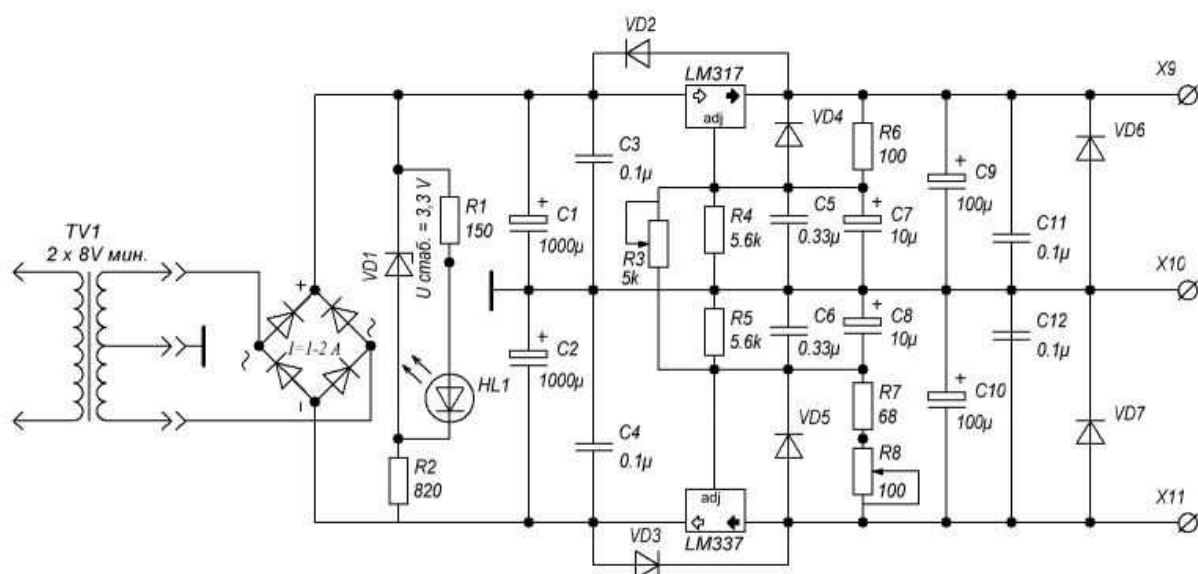 VD2
LM317
X9
adj
VD4
R6
100
VD6
C3
0.1µ
+
C9
100µ
U стаб. = 3,3 V
R1
150
+
C1
1000µ
R4
5.6k
C5
0.33µ
+
C7
10µ
C11
0.1µ
TV1
2 x 8V мин.
VD1
R3
5k
X10
+
~
I=1-2 A
~
-
+
C2
1000µ
R5
5.6k
C6
0.33µ
+
C8
10µ
C12
0.1µ
HL1
R7
68
+
C10
100µ
VD5
VD7
C4
0.1µ
R2
820
R8
100
adj
LM337
X11
VD3